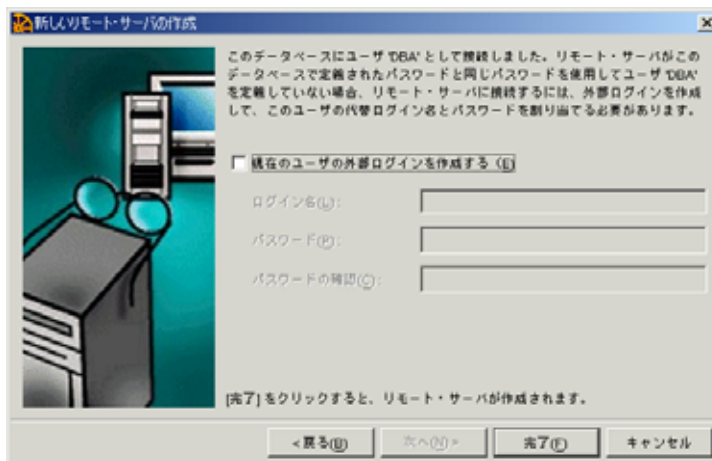 新しいリモート・サーバの作成
このデータベースにユーザ'DBA'として接続しました。リモート・サーバがこの
データベースで定義されたパスワードと同じパスワードを使用してユーザ'DBA'
を定義していない場合、リモート・サーバに接続するには、外部ログインを作成
して、このユーザの代替ログイン名とパスワードを割り当てる必要があります。
現在のユーザの外部ログインを作成する (E)
ログイン名(L):
パスワード(P):
パスワードの確認(C):
[完了]をクリックすると、リモート・サーバが作成されます。
<戻る(B) 次へ(N)> 完了(F) キャンセル